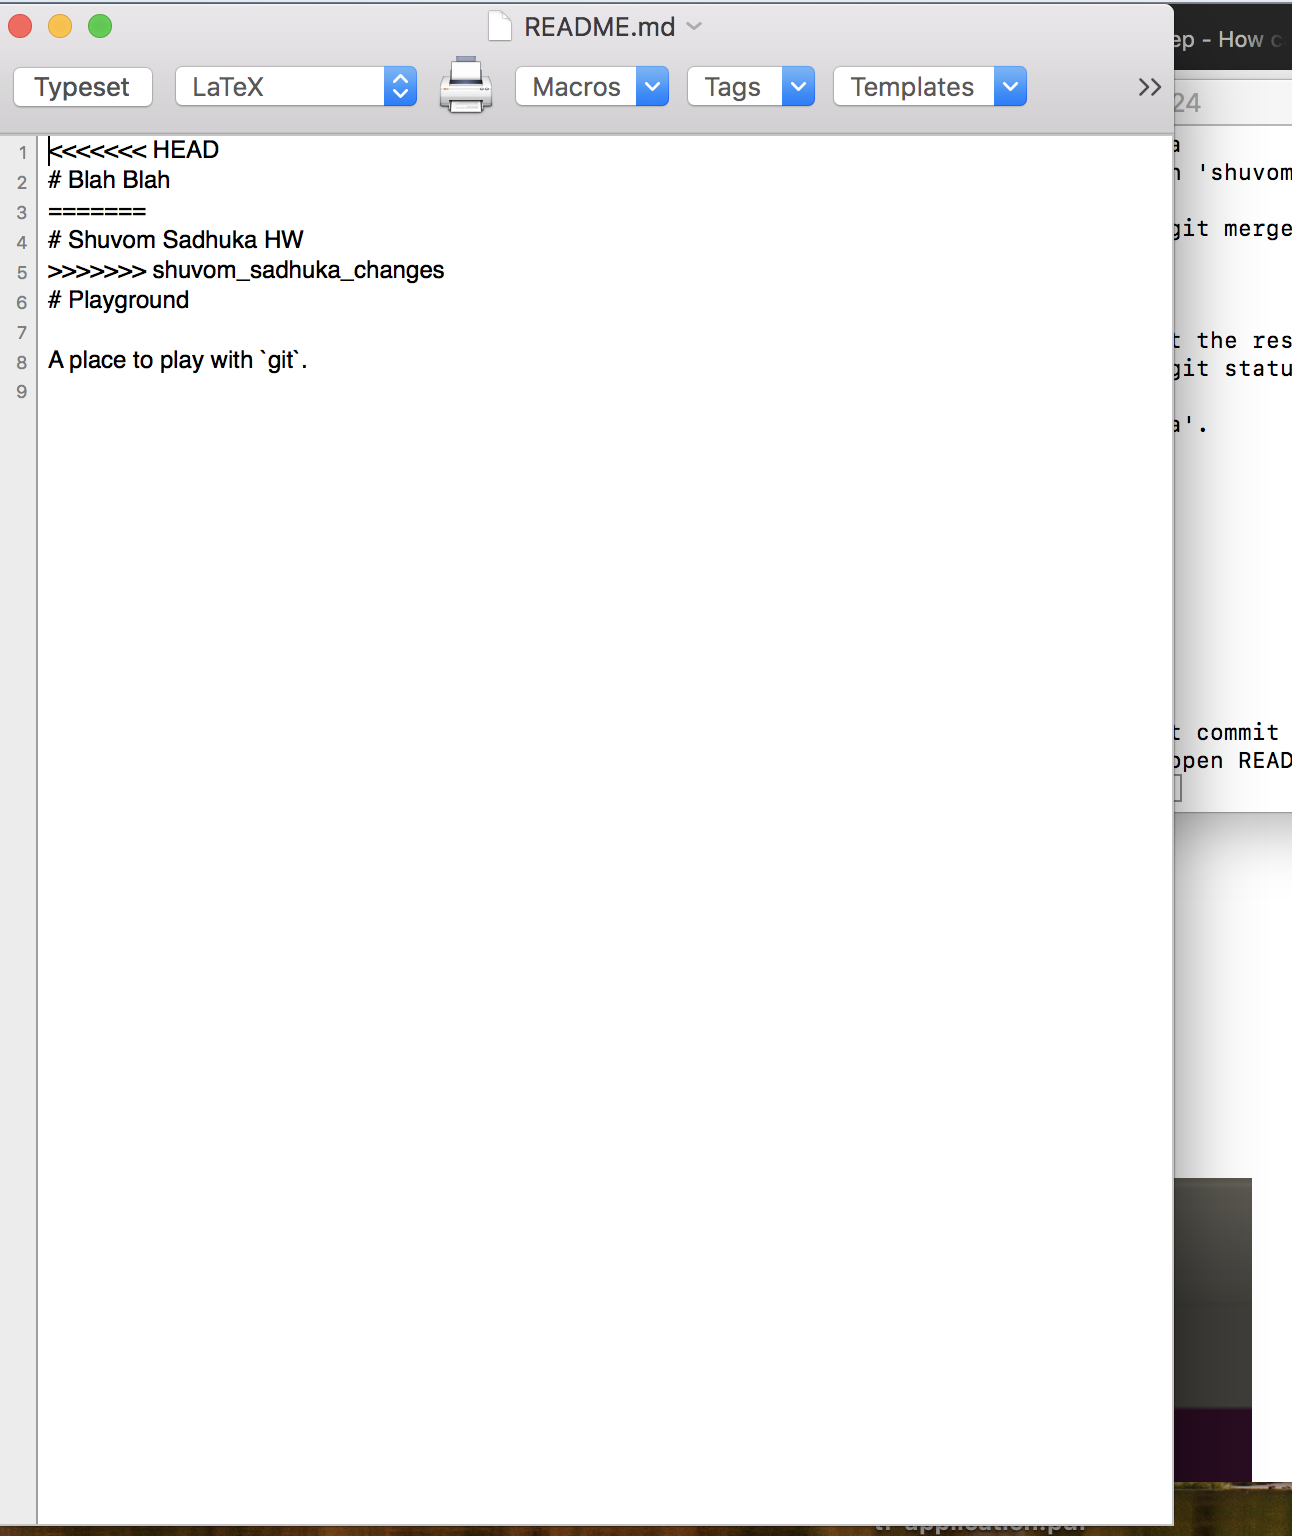 README.md
ep - How c
Typeset
LaTeX
Macros
Tags
Templates
24
1 <<<<<<< HEAD
2 # Blah Blah
3 =======
4 # Shuvom Sadhuka HW
5 >>>>>>> shuvom_sadhuka_changes
6 # Playground
7
8 A place to play with `git`.
9
a
n 'shuvom
git merge
t the res
git statu
a'.
t commit
open READ